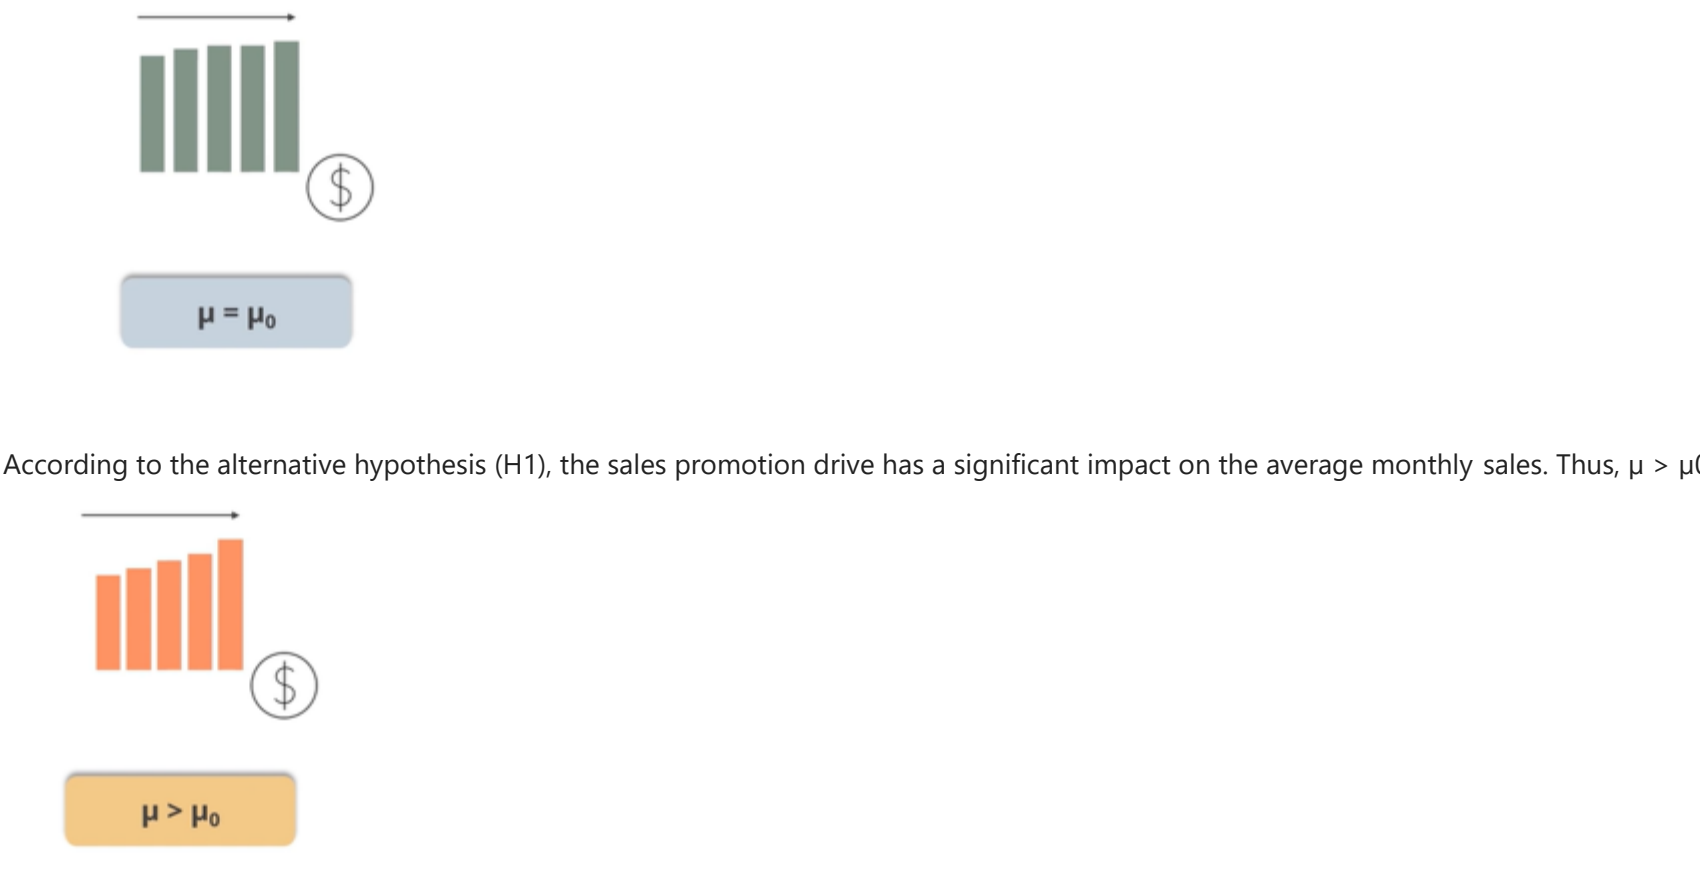 $
μ = μ₀
According to the alternative hypothesis (H1), the sales promotion drive has a significant impact on the average monthly sales. Thus, μ > μ0
$
μ > μ₀